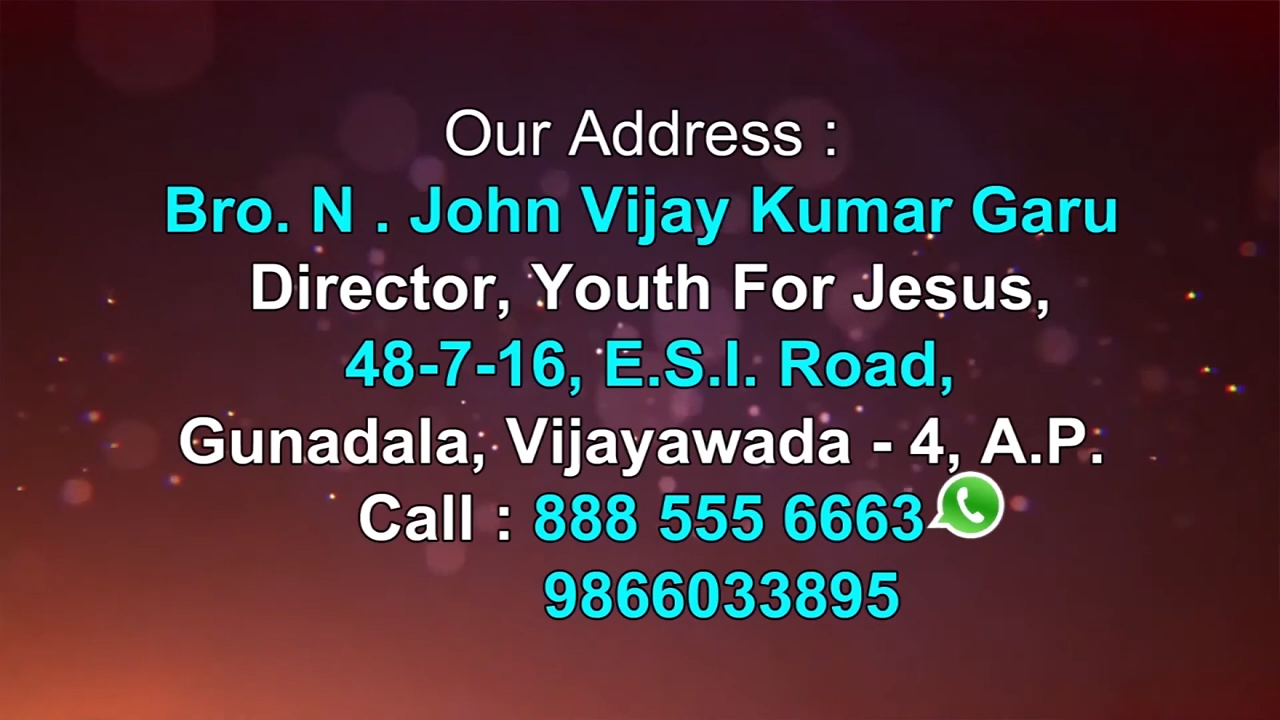 Our Address :
Bro. N . John Vijay Kumar Garu
Director, Youth For Jesus,
48-7-16, E.S.I. Road,
Gunadala, Vijayawada - 4, A.P.
Call : 888 555 6663
9866033895